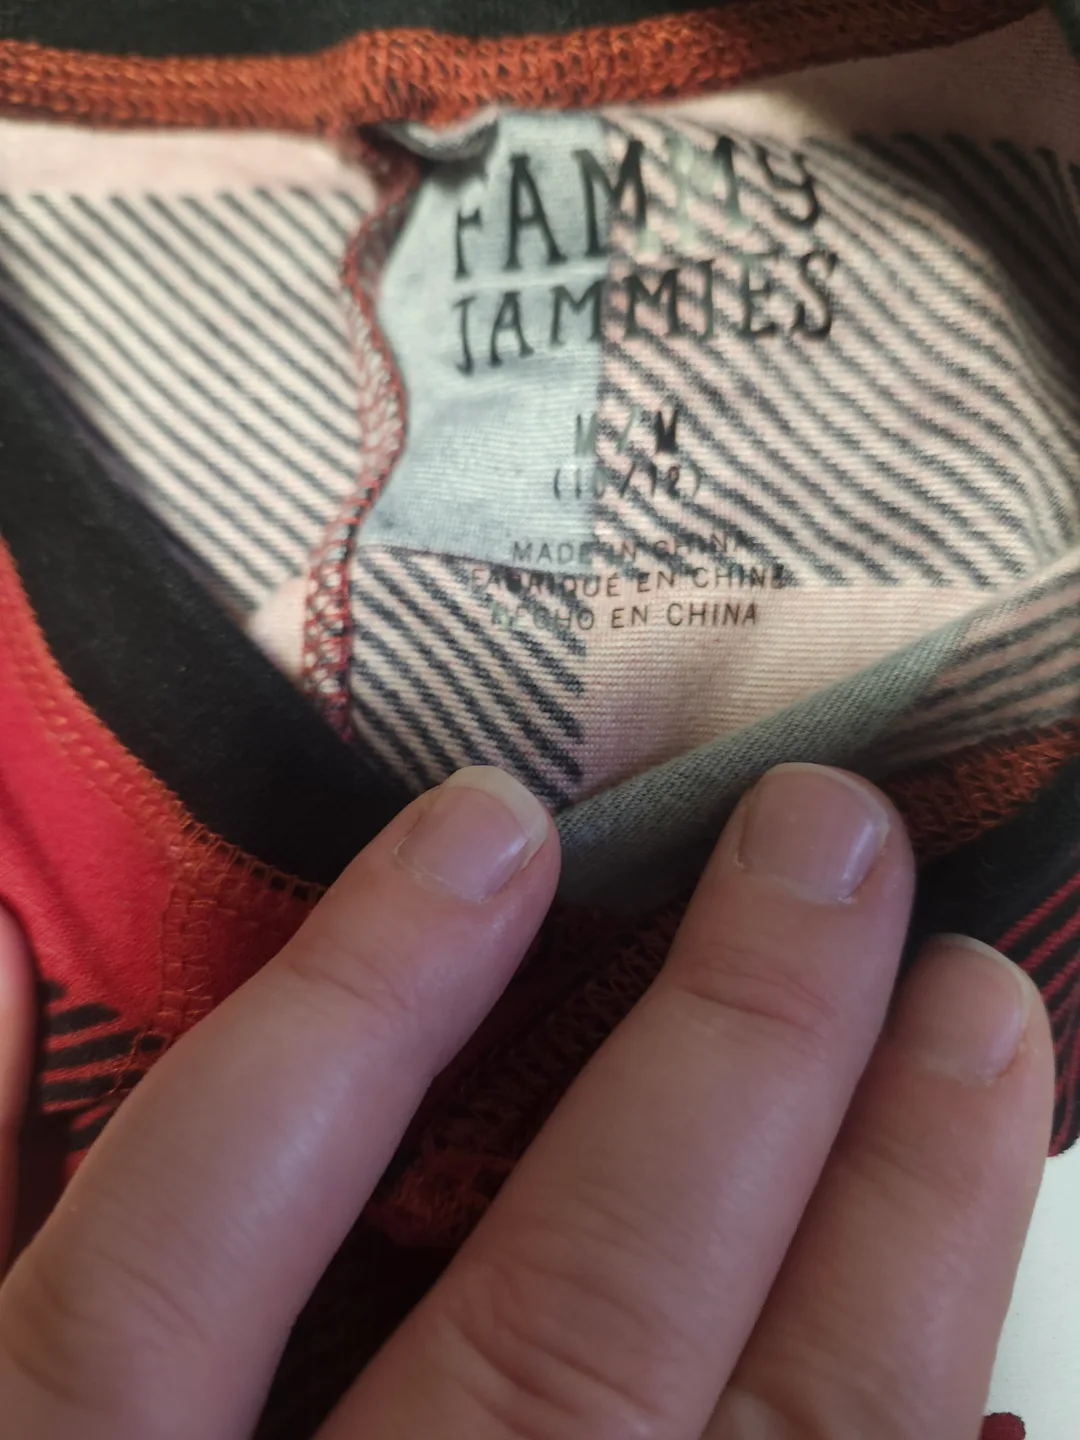 FAMILY
JAMMIES
M/M
(10/12)
MADE IN CHINA
FABRIQUÉ EN CHINE
HECHO EN CHINA